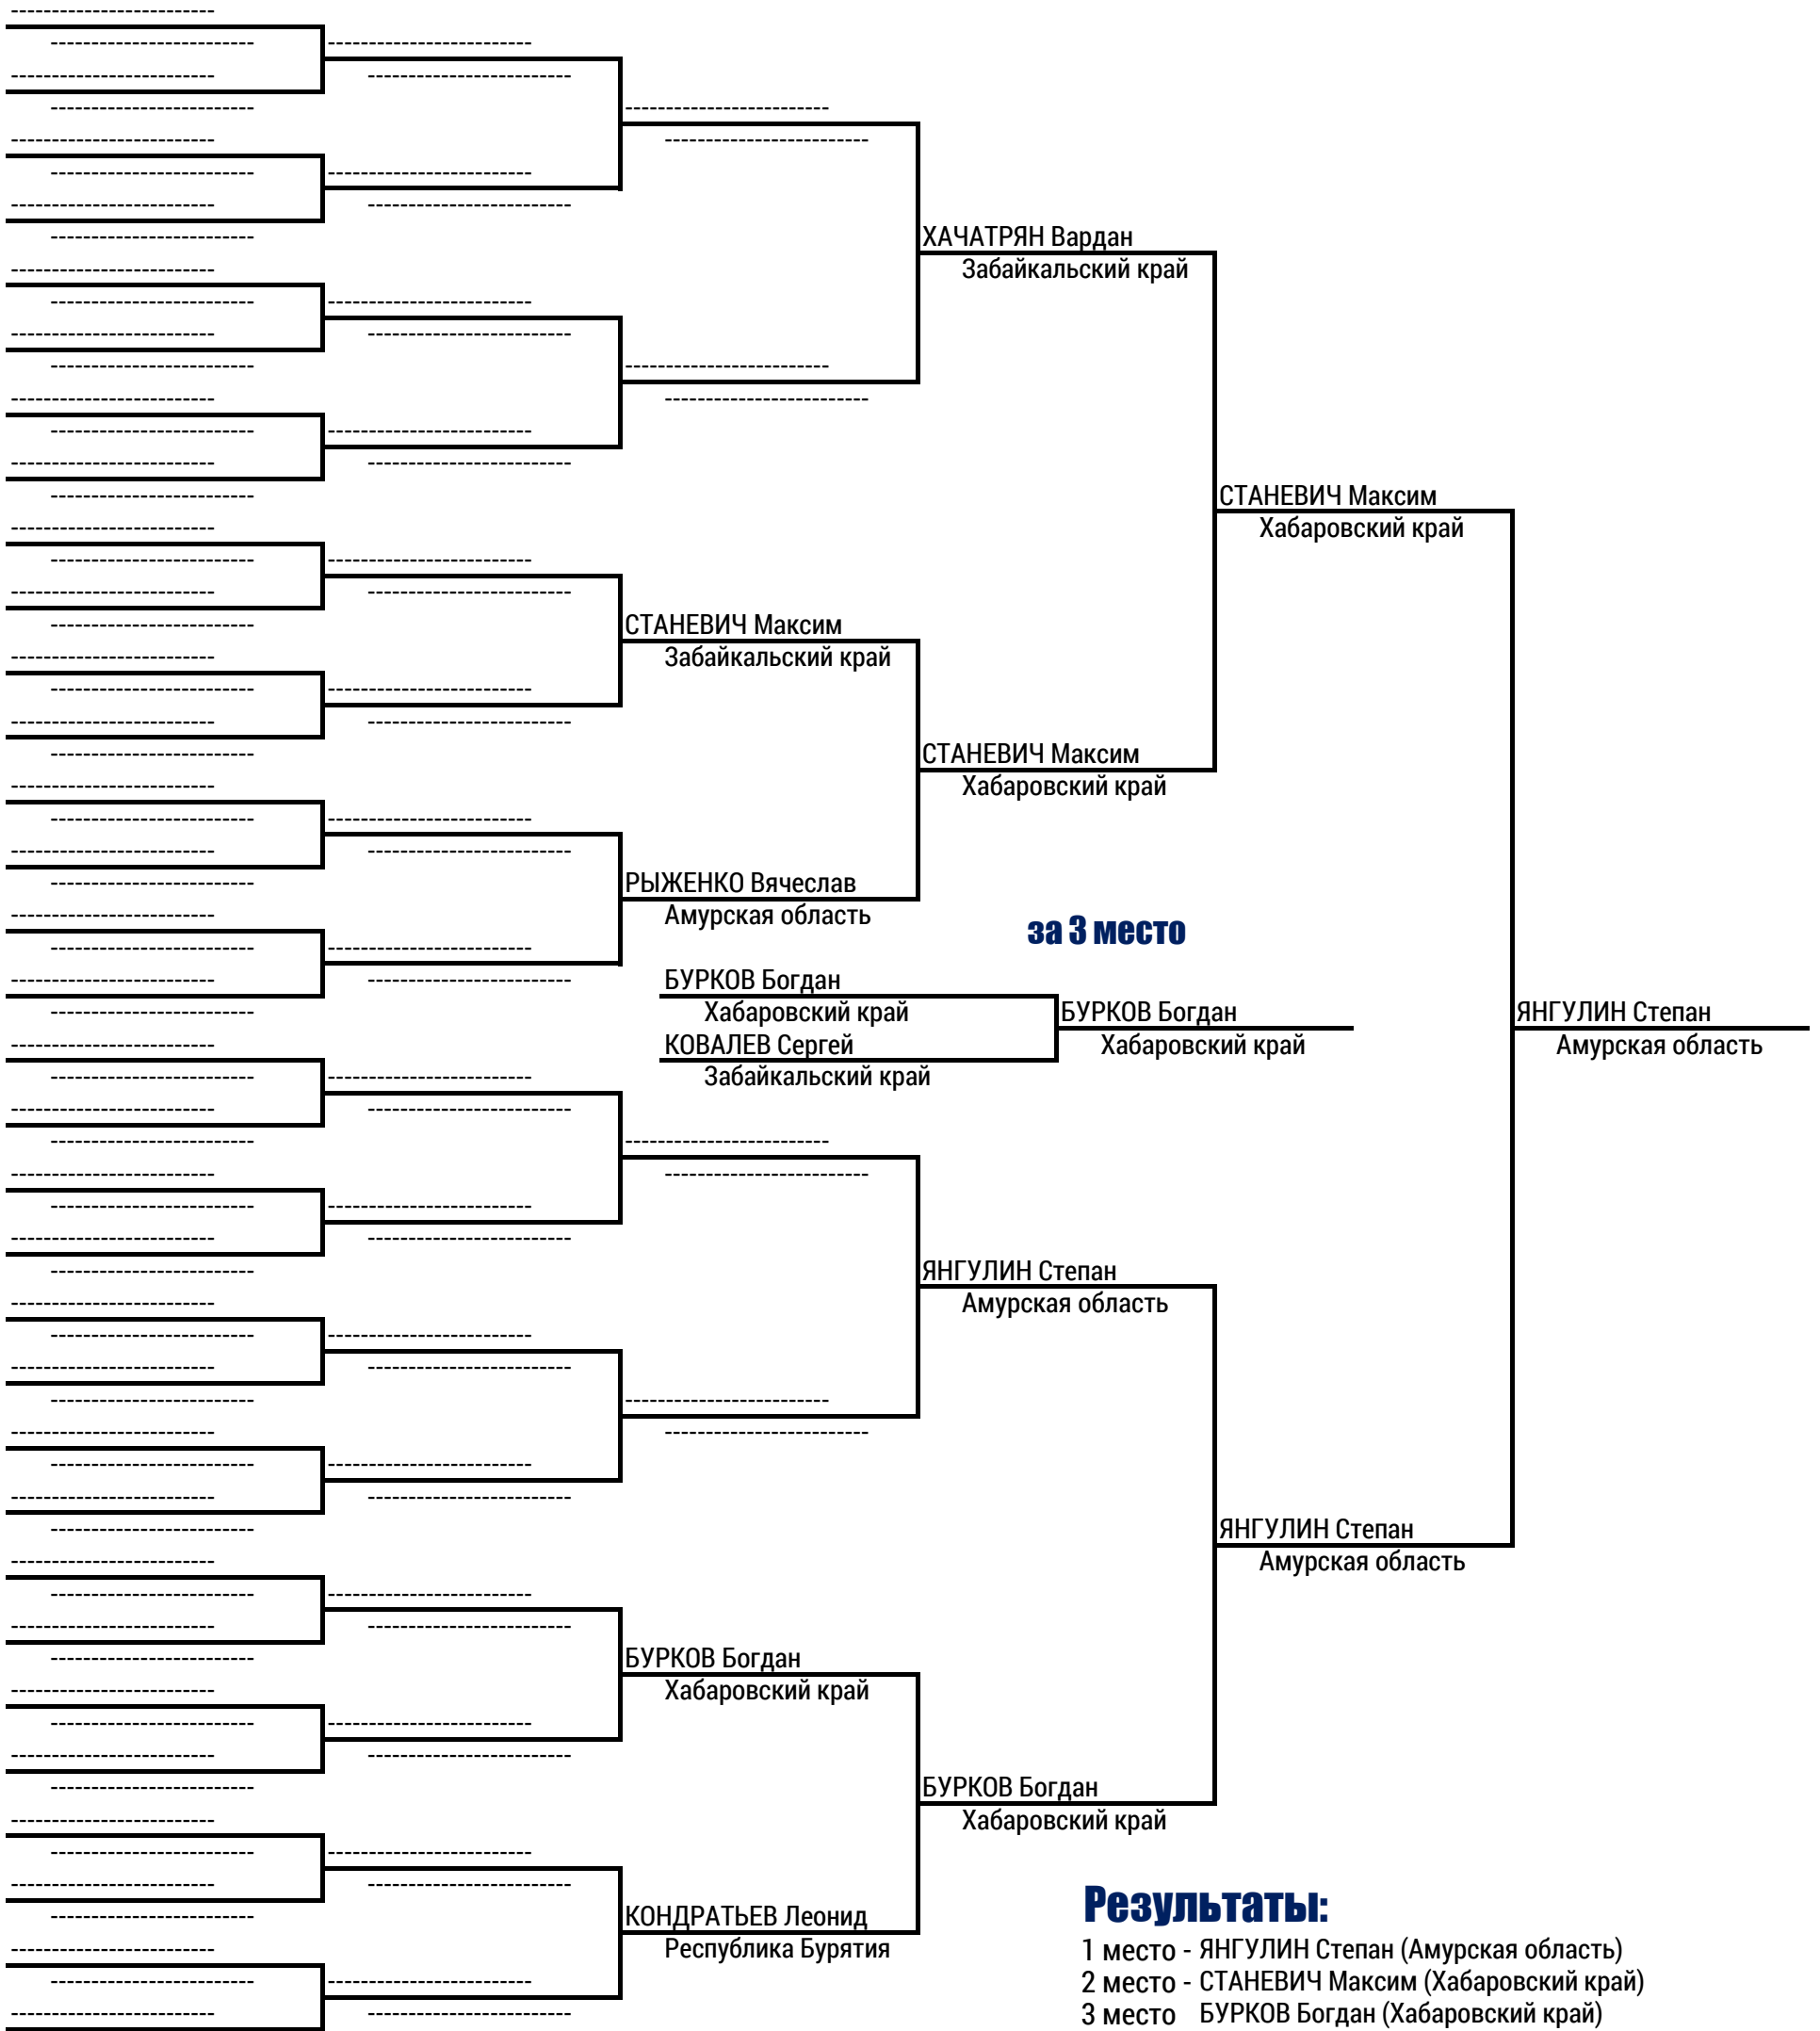 ХАЧАТРЯН Вардан
Забайкальский край
СТАНЕВИЧ Максим
Хабаровский край
СТАНЕВИЧ Максим
Забайкальский край
СТАНЕВИЧ Максим
Хабаровский край
РЫЖЕНКО Вячеслав
Амурская область
за 3 место
БУРКОВ Богдан
Хабаровский край
КОВАЛЕВ Сергей
Забайкальский край
БУРКОВ Богдан
Хабаровский край
ЯНГУЛИН Степан
Амурская область
ЯНГУЛИН Степан
Амурская область
ЯНГУЛИН Степан
Амурская область
БУРКОВ Богдан
Хабаровский край
БУРКОВ Богдан
Хабаровский край
КОНДРАТЬЕВ Леонид
Республика Бурятия
Результаты:
1 место - ЯНГУЛИН Степан (Амурская область)
2 место - СТАНЕВИЧ Максим (Хабаровский край)
3 место БУРКОВ Богдан (Хабаровский край)